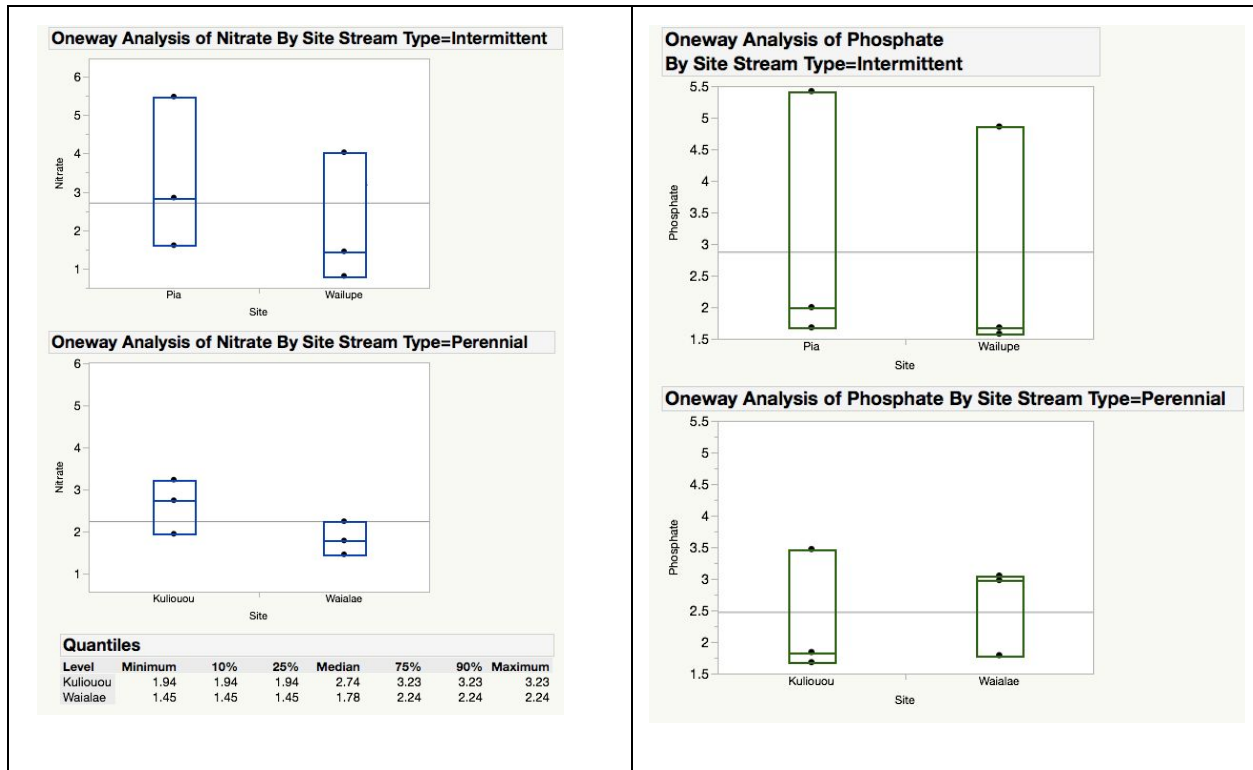 Oneway Analysis of Nitrate By Site Stream Type=Intermittent
6
5
4
3
2
1
Nitrate
Pia Wailupe
Site
Oneway Analysis of Nitrate By Site Stream Type=Perennial
6
5
4
3
2
1
Nitrate
Kuliouou Waialae
Site
Quantiles
Level Minimum 10% 25% Median 75% 90% Maximum
Kuliouou 1.94 1.94 1.94 2.74 3.23 3.23 3.23
Waialae 1.45 1.45 1.45 1.78 2.24 2.24 2.24
Oneway Analysis of Phosphate
By Site Stream Type=Intermittent
5.5
5
4.5
4
3.5
3
2.5
2
1.5
Phosphate
Pia Wailupe
Site
Oneway Analysis of Phosphate By Site Stream Type=Perennial
5.5
5
4.5
4
3.5
3
2.5
2
1.5
Phosphate
Kuliouou Waialae
Site